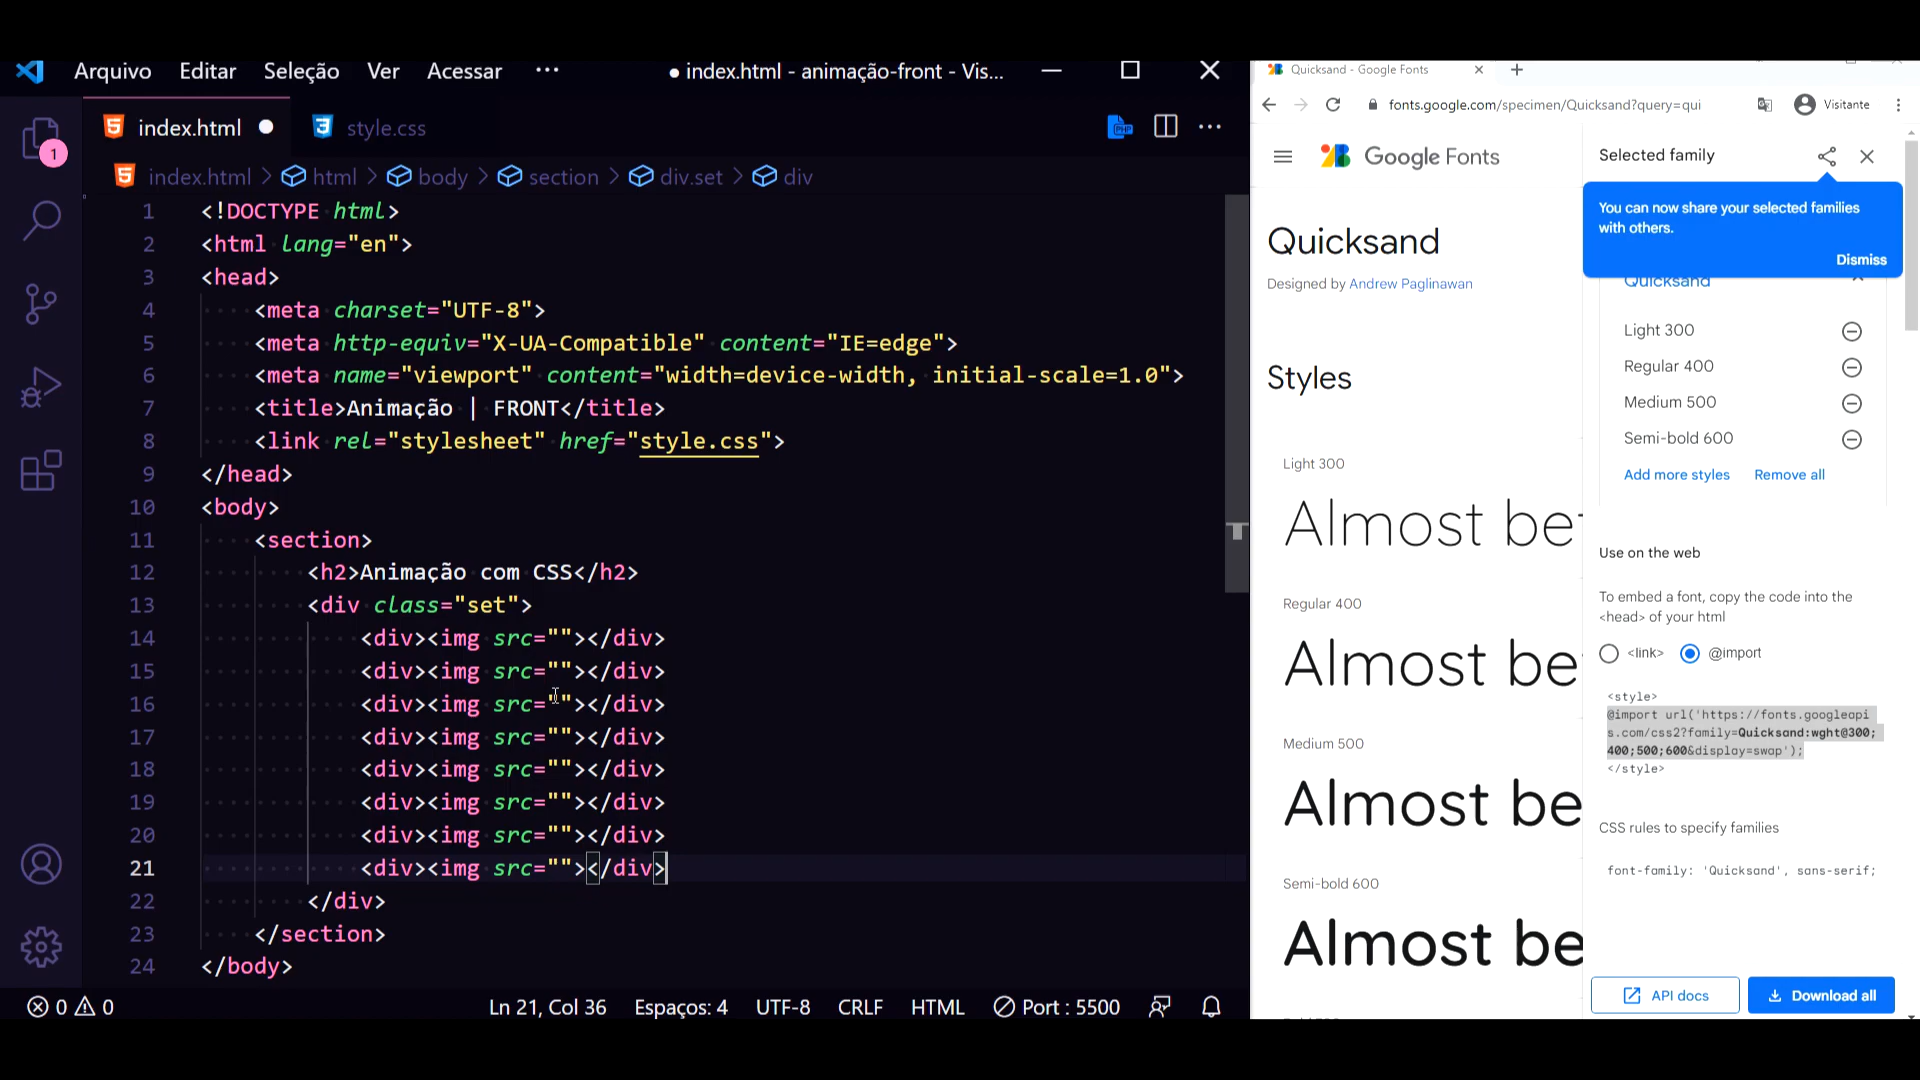 Arquivo Editar Seleção Ver Acessar ··· ● index.html - animação-front - Vis...
index.html ● style.css
index.html > html > body > section > div.set > div
1 <!DOCTYPE html>
2 <html lang="en">
3 <head>
4 <meta charset="UTF-8">
5 <meta http-equiv="X-UA-Compatible" content="IE=edge">
6 <meta name="viewport" content="width=device-width, initial-scale=1.0">
7 <title>Animação | FRONT</title>
8 <link rel="stylesheet" href="style.css">
9 </head>
10 <body>
11 <section>
12 <h2>Animação com CSS</h2>
13 <div class="set">
14 <div><img src=""></div>
15 <div><img src=""></div>
16 <div><img src=""></div>
17 <div><img src=""></div>
18 <div><img src=""></div>
19 <div><img src=""></div>
20 <div><img src=""></div>
21 <div><img src=""></div>
22 </div>
23 </section>
24 </body>
1
0 0 Ln 21, Col 36 Espaços: 4 UTF-8 CRLF HTML Port : 5500
Quicksand - Google Fonts
fonts.google.com/specimen/Quicksand?query=qui Visitante
Google Fonts
Quicksand
Designed by Andrew Paglinawan
Styles
Light 300
Almost be
Regular 400
Almost be
Medium 500
Almost be
Semi-bold 600
Almost be
Selected family
You can now share your selected families
with others.
Dismiss
Quicksand
Light 300
Regular 400
Medium 500
Semi-bold 600
Add more styles Remove all
Use on the web
To embed a font, copy the code into the
<head> of your html
<link> @import
<style>
@import url('https://fonts.googleapi
s.com/css2?family=Quicksand:wght@300;
400;500;600&display=swap');
</style>
CSS rules to specify families
font-family: 'Quicksand', sans-serif;
API docs Download all